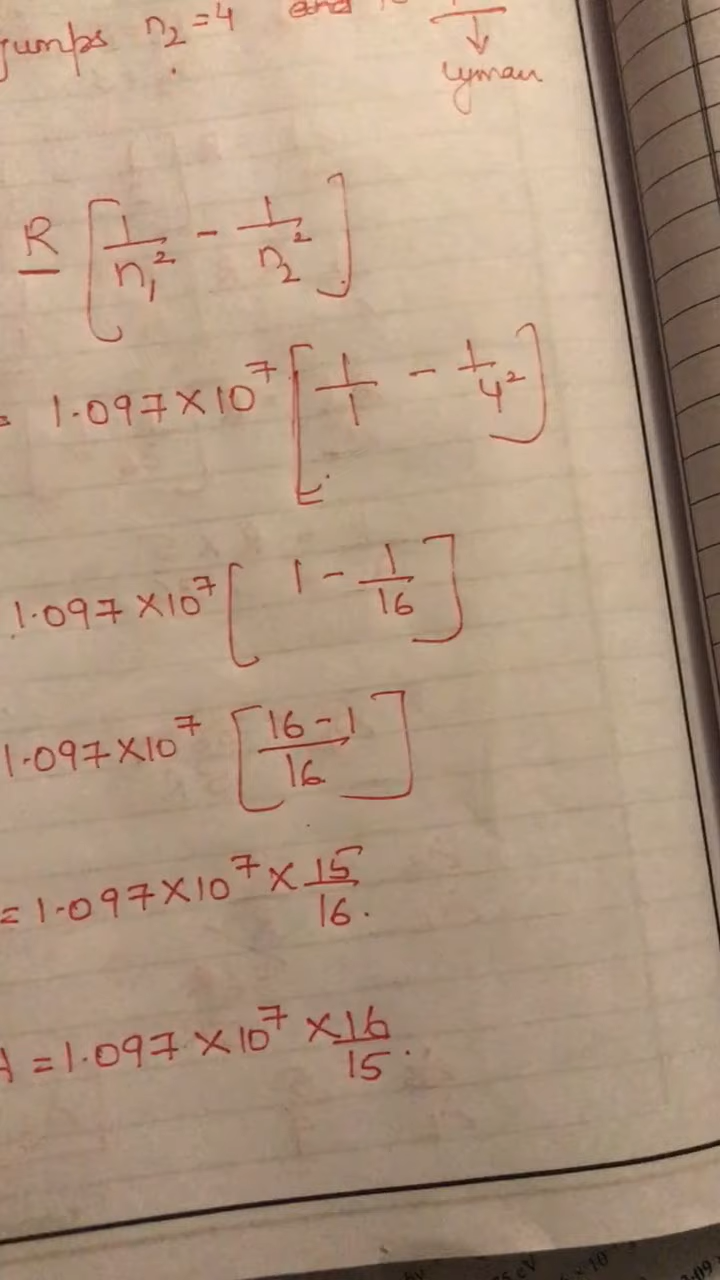 jumps n₂ = 4 and
↓
Lyman
R [1/n₁² - 1/n₂²]
= 1.097 × 10⁷ [1/1 - 1/4²]
1.097 × 10⁷ [1 - 1/16]
1.097 × 10⁷ [16 - 1/16]
= 1.097 × 10⁷ × 15/16.
= 1.097 × 10⁷ × 16/15.